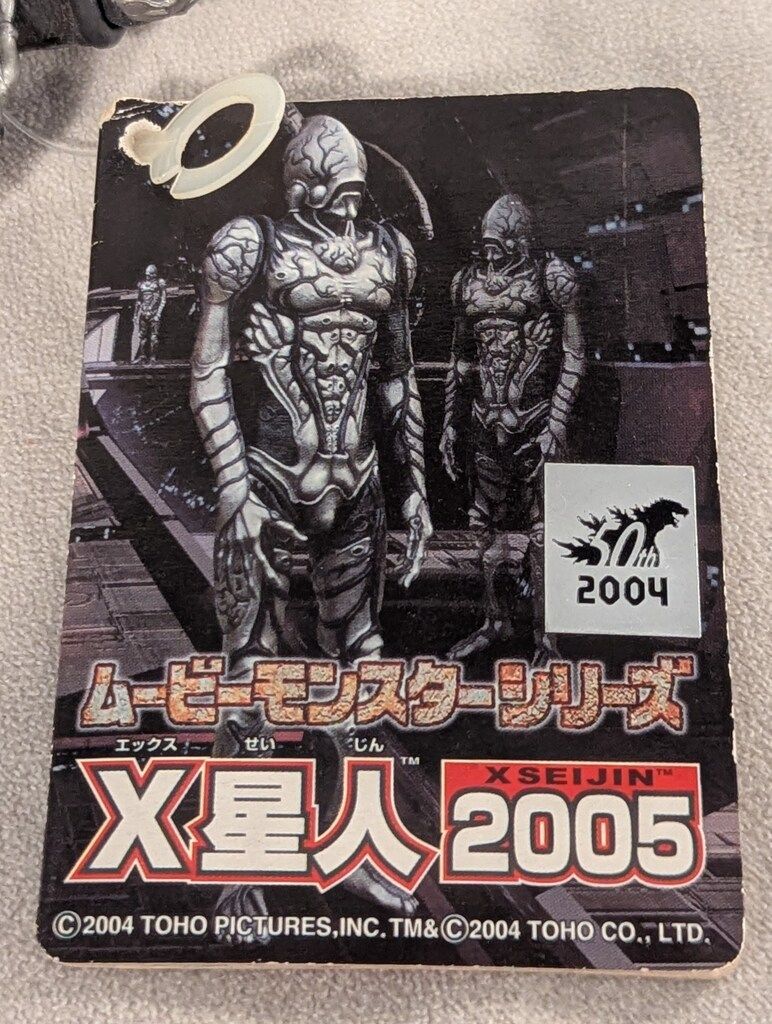 50th
2004
ムービーモンスターシリーズ
エックス せい じん
X星人™
XSEIJIN™
2005
©2004 TOHO PICTURES,INC.TM&©2004 TOHO CO., LTD.